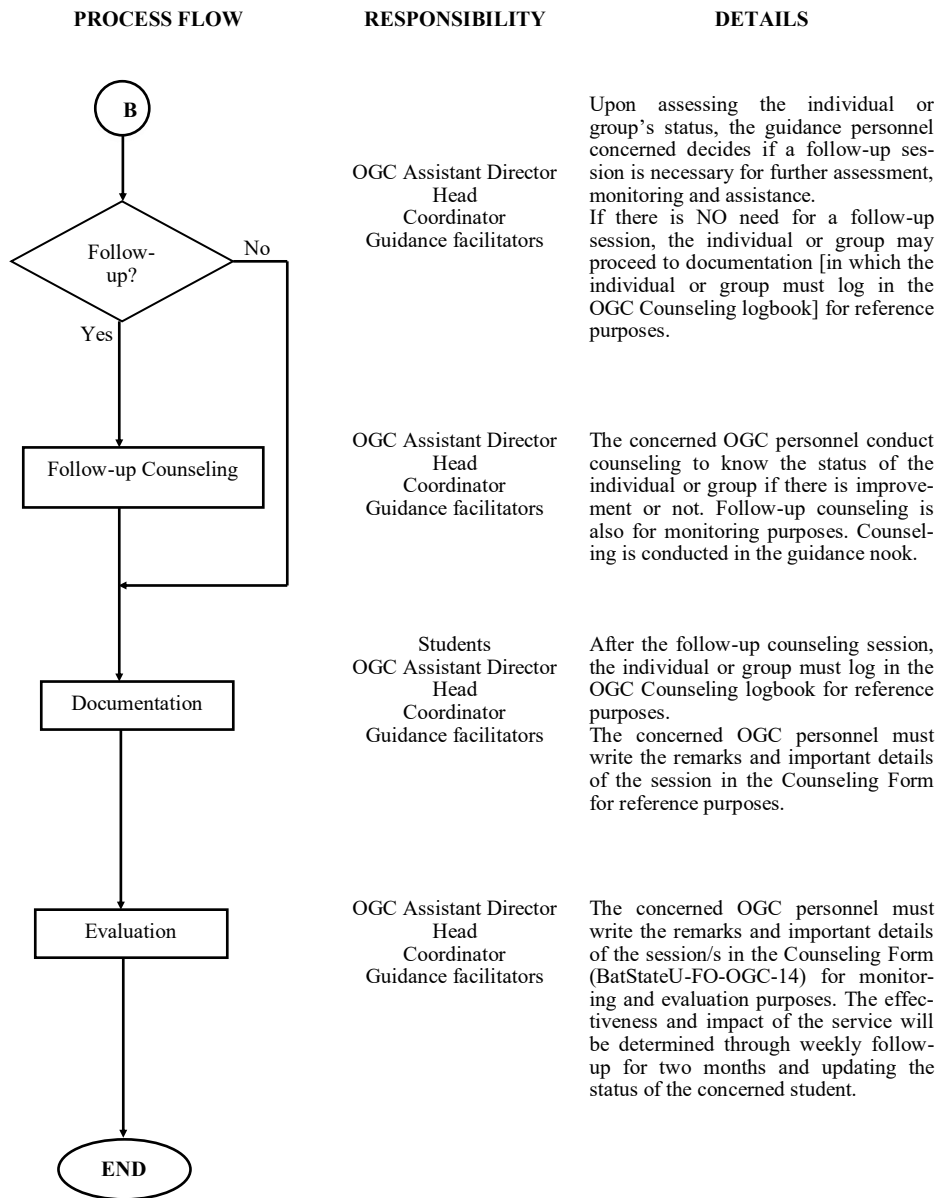 PROCESS FLOW RESPONSIBILITY DETAILS
B
Upon assessing the individual or
group's status, the guidance personnel
concerned decides if a follow-up ses-
sion is necessary for further assessment,
monitoring and assistance.
If there is NO need for a follow-up
session, the individual or group may
proceed to documentation [in which the
individual or group must log in the
OGC Counseling logbook] for reference
purposes.
OGC Assistant Director
Head
Coordinator
Guidance facilitators
Follow-
up?
No
Yes
Follow-up Counseling
OGC Assistant Director
Head
Coordinator
Guidance facilitators
The concerned OGC personnel conduct
counseling to know the status of the
individual or group if there is improve-
ment or not. Follow-up counseling is
also for monitoring purposes. Counsel-
ing is conducted in the guidance nook.
Documentation
Students
OGC Assistant Director
Head
Coordinator
Guidance facilitators
After the follow-up counseling session,
the individual or group must log in the
OGC Counseling logbook for reference
purposes.
The concerned OGC personnel must
write the remarks and important details
of the session in the Counseling Form
for reference purposes.
Evaluation
OGC Assistant Director
Head
Coordinator
Guidance facilitators
The concerned OGC personnel must
write the remarks and important details
of the session/s in the Counseling Form
(BatStateU-FO-OGC-14) for monitor-
ing and evaluation purposes. The effec-
tiveness and impact of the service will
be determined through weekly follow-
up for two months and updating the
status of the concerned student.
END